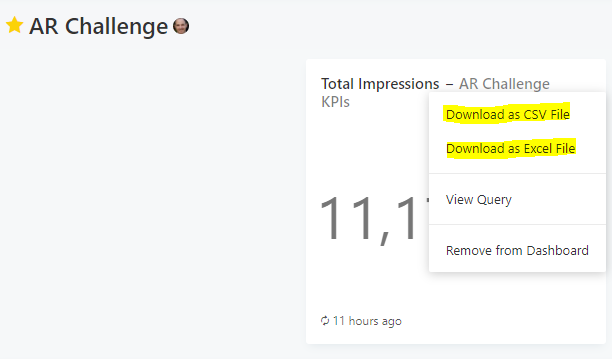 AR Challenge
Total Impressions – AR Challenge
KPIs
Download as CSV File
Download as Excel File
11,1
View Query
Remove from Dashboard
11 hours ago